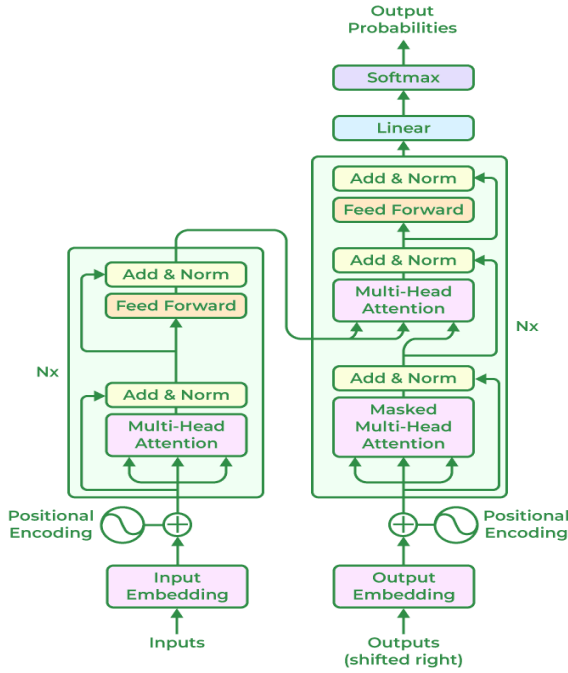 Output
Probabilities
Softmax
Linear
Add & Norm
Feed Forward
Add & Norm
Multi-Head
Attention
Nx
Add & Norm
Masked
Multi-Head
Attention
Add & Norm
Feed Forward
Nx
Add & Norm
Multi-Head
Attention
Positional
Encoding
Positional
Encoding
Input
Embedding
Output
Embedding
Inputs
Outputs
(shifted right)